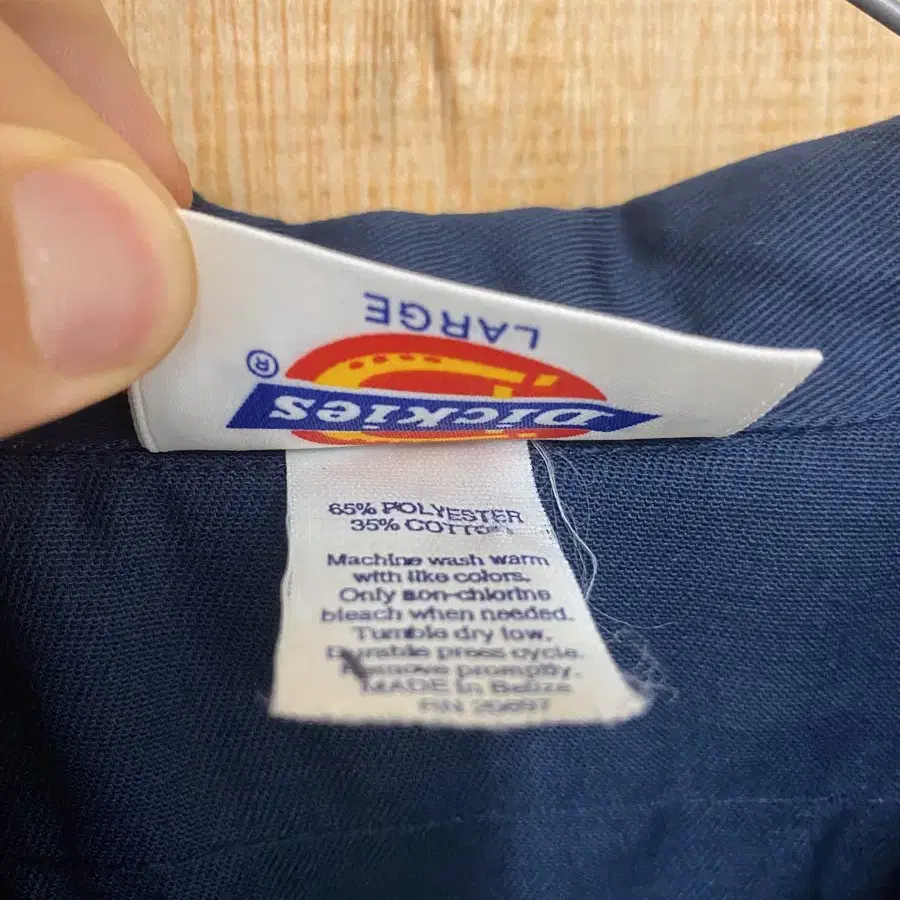 LARGE
Dickies
®
65% POLYESTER
35% COTTON
Machine wash warm
with like colors.
Only non-chlorine
bleach when needed.
Tumble dry low.
Durable press cycle.
Remove promptly.
MADE In Belize
RN 20697